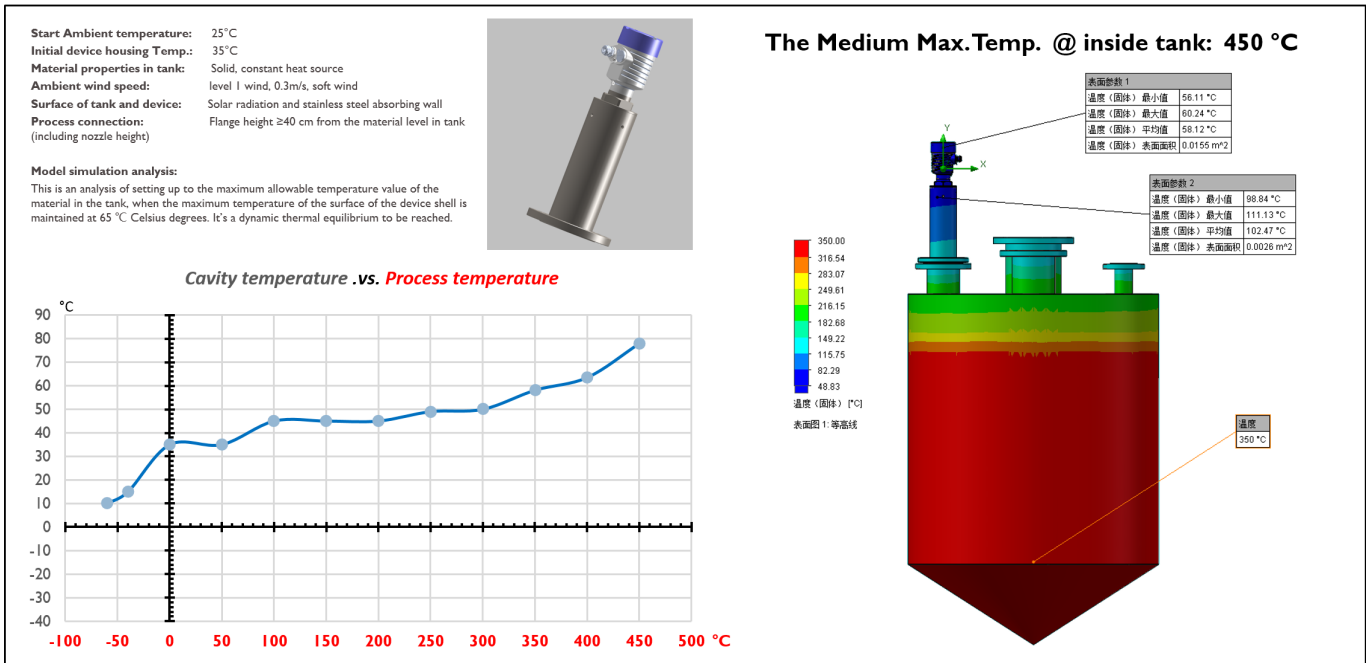 Start Ambient temperature: 25°C
Initial device housing Temp.: 35°C
Material properties in tank: Solid, constant heat source
Ambient wind speed: level 1 wind, 0.3m/s, soft wind
Surface of tank and device: Solar radiation and stainless steel absorbing wall
Process connection: Flange height ≥40 cm from the material level in tank
(including nozzle height)
Model simulation analysis:
This is an analysis of setting up to the maximum allowable temperature value of the
material in the tank, when the maximum temperature of the surface of the device shell is
maintained at 65 ℃ Celsius degrees. It's a dynamic thermal equilibrium to be reached.
Cavity temperature .vs. Process temperature
°C
90
80
70
60
50
40
30
20
10
0
-10
-20
-30
-40
-100 -50 0 50 100 150 200 250 300 350 400 450 500 °C
The Medium Max.Temp. @ inside tank: 450 °C
表面参数 1
温度（固体） 最小值 56.11 °C
温度（固体） 最大值 60.24 °C
温度（固体） 平均值 58.12 °C
温度（固体） 表面面积 0.0155 m^2
Y
X
表面参数 2
温度（固体） 最小值 98.84 °C
温度（固体） 最大值 111.13 °C
温度（固体） 平均值 102.47 °C
温度（固体） 表面面积 0.0026 m^2
350.00
316.54
283.07
249.61
216.15
182.68
149.22
115.75
82.29
48.83
温度（固体） [°C]
表面图 1: 等高线
温度
350 °C